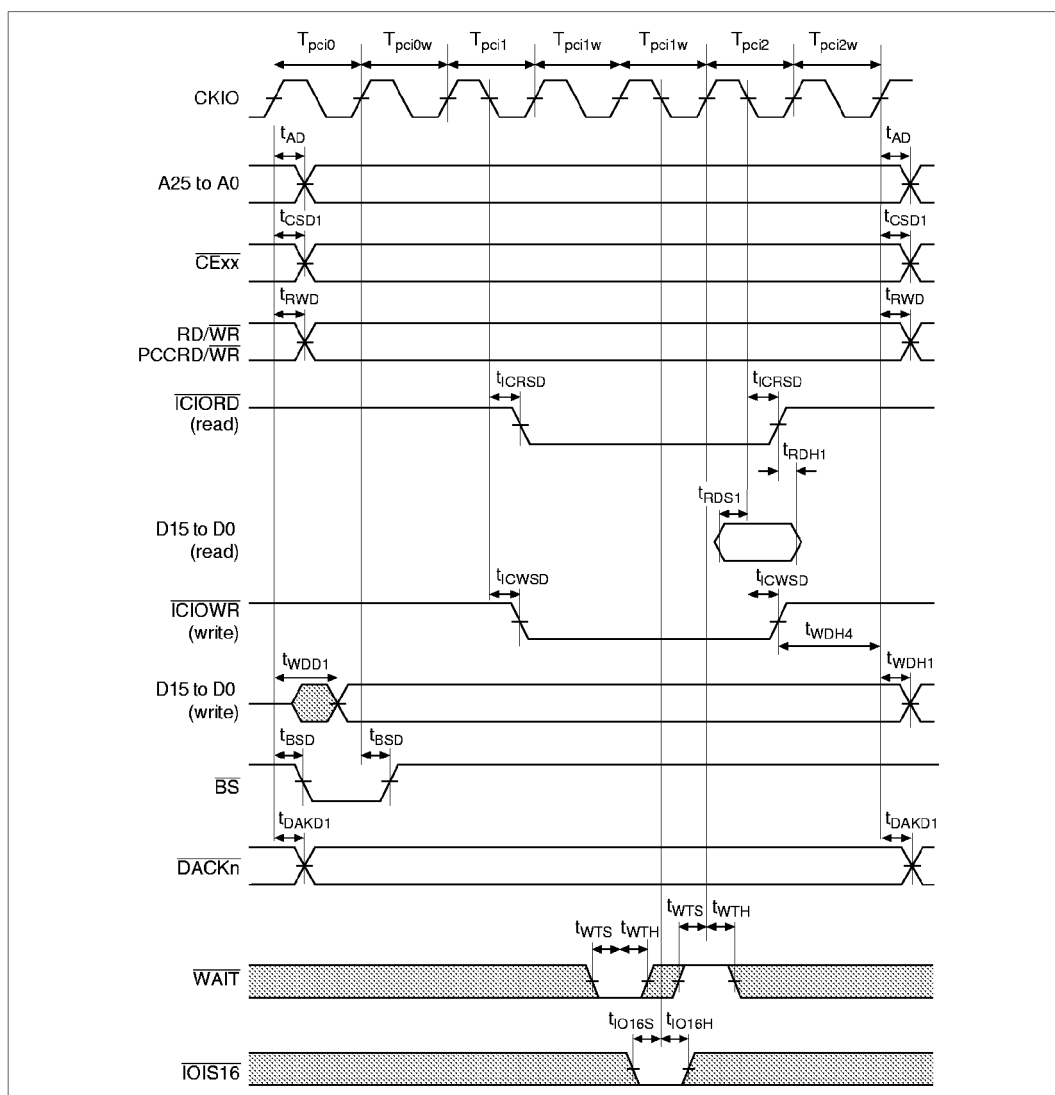 Tpci0 Tpci0w Tpci1 Tpci1w Tpci1w Tpci2 Tpci2w
CKIO
tAD tAD
A25 to A0
tCSD1 tCSD1
CExx
tRWD tRWD
RD/WR
PCCRD/WR
tICRSD tICRSD
ICIORD
(read)
tRDH1
tRDS1
D15 to D0
(read)
tICWSD tICWSD
ICIOWR
(write)
tWDH4
tWDD1 tWDH1
D15 to D0
(write)
tBSD tBSD
BS
tDAKD1 tDAKD1
DACKn
tWTS tWTH tWTS tWTH
WAIT
tIO16S tIO16H
IOIS16